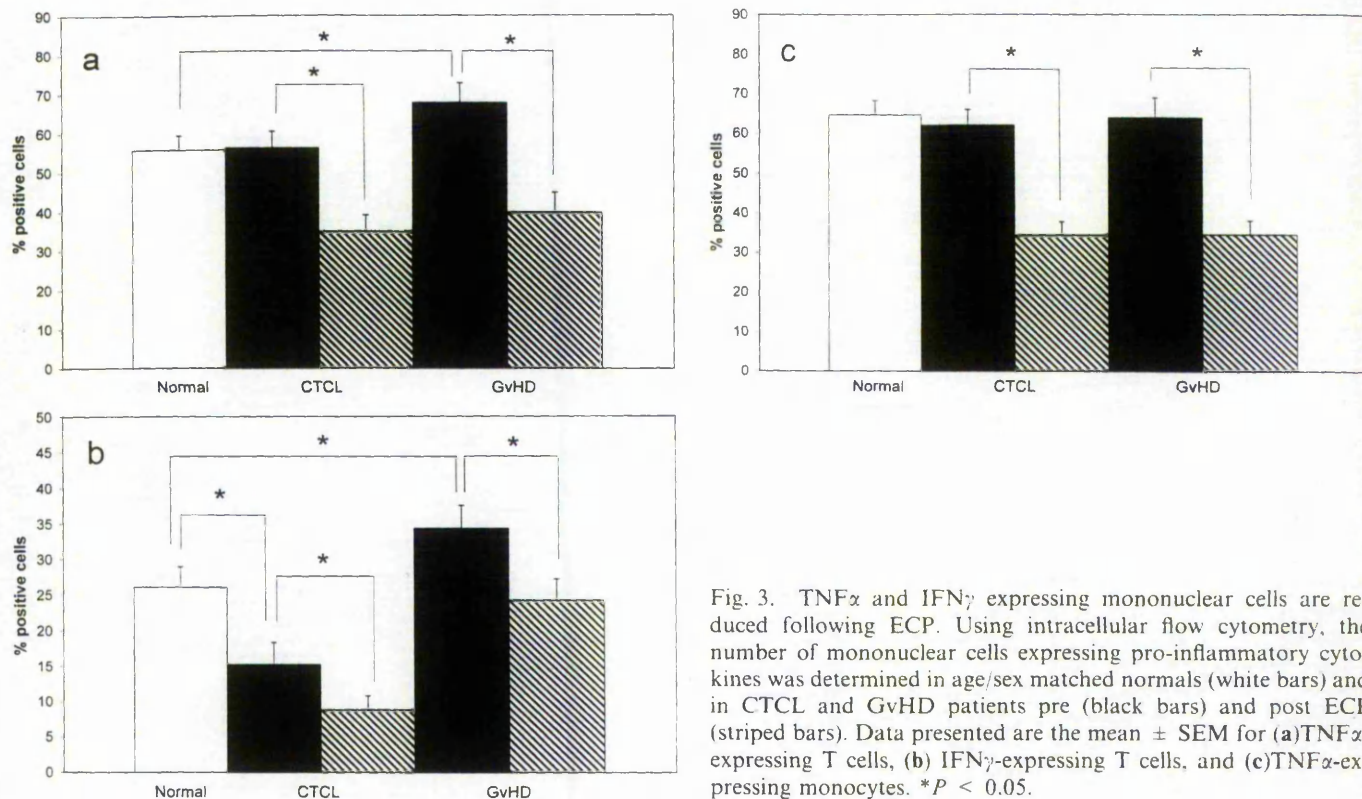 a
% positive cells
90
80
70
60
50
40
30
20
10
0
*
*
*
Normal CTCL GvHD
c
% positive cells
90
80
70
60
50
40
30
20
10
0
*
*
Normal CTCL GvHD
b
% positive cells
50
45
40
35
30
25
20
15
10
5
0
*
*
*
*
Normal CTCL GvHD
Fig. 3. TNFα and IFNγ expressing mononuclear cells are re-
duced following ECP. Using intracellular flow cytometry, the
number of mononuclear cells expressing pro-inflammatory cyto-
kines was determined in age/sex matched normals (white bars) and
in CTCL and GvHD patients pre (black bars) and post ECP
(striped bars). Data presented are the mean ± SEM for (a)TNFα
expressing T cells, (b) IFNγ-expressing T cells, and (c)TNFα-ex-
pressing monocytes. *P < 0.05.